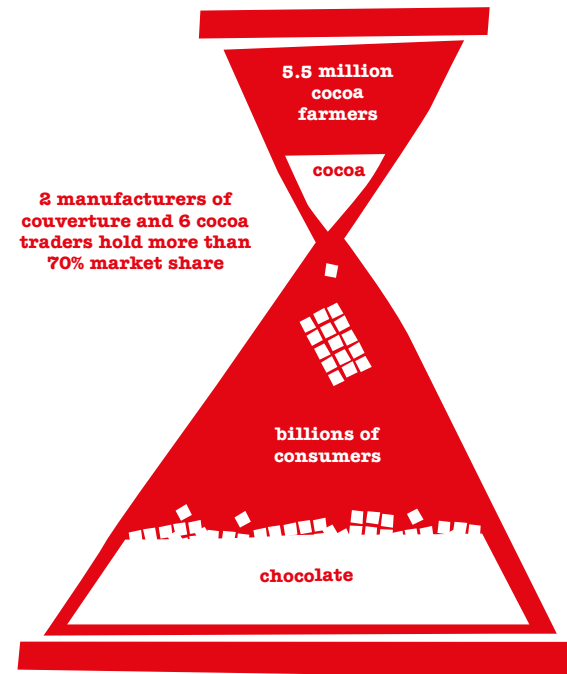 5.5 million
cocoa
farmers
cocoa
2 manufacturers of
couverture and 6 cocoa
traders hold more than
70% market share
billions of
consumers
chocolate